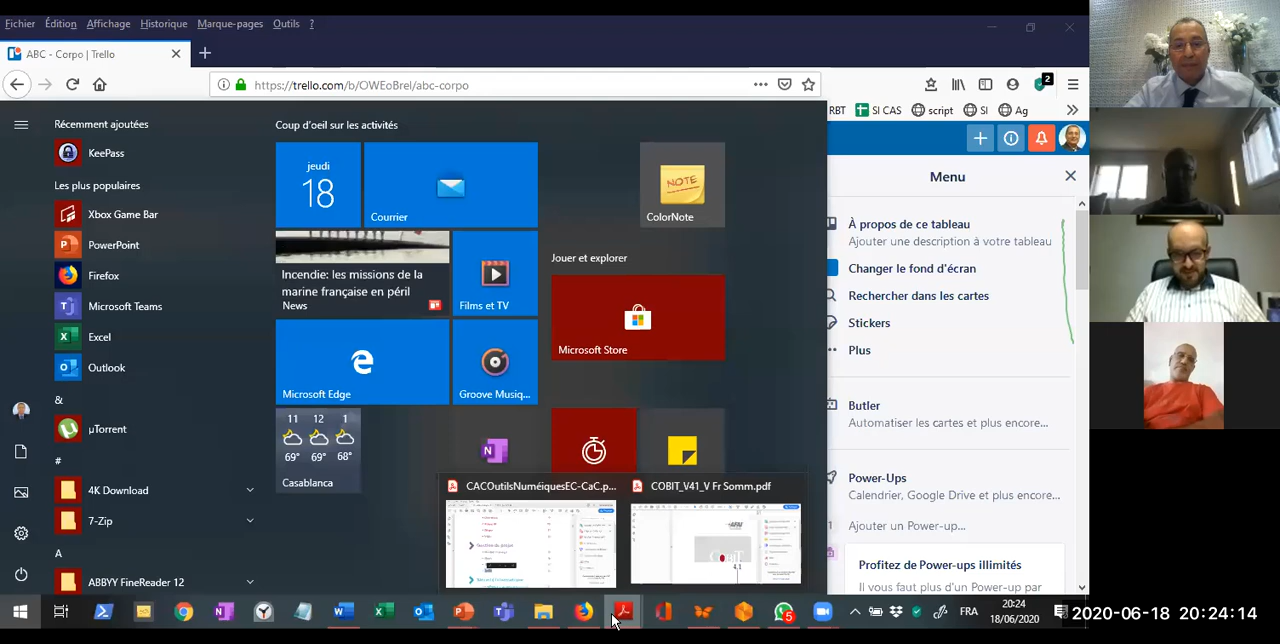 Fichier Édition Affichage Historique Marque-pages Outils ?
ABC - Corpo | Trello
https://trello.com/b/OWEoBrel/abc-corpo
2
RBT SI CAS script SI Ag
Récemment ajoutées
KeePass
Les plus populaires
Xbox Game Bar
PowerPoint
Firefox
Microsoft Teams
Excel
Outlook
&
µTorrent
#
4K Download
7-Zip
A
ABBYY FineReader 12
Coup d'oeil sur les activités
jeudi
18
Courrier
NOTE
ColorNote
Incendie: les missions de la
marine française en péril
News
Films et TV
Jouer et explorer
Microsoft Store
Microsoft Edge
Groove Musiq...
11 12 1
69° 69° 68°
Casablanca
CACOutilsNuméiquesEC-CaC.p...
COBIT_V41_V Fr Somm.pdf
Menu
À propos de ce tableau
Ajouter une description à votre tableau
Changer le fond d'écran
Rechercher dans les cartes
Stickers
Plus
Butler
Automatiser les cartes et plus encore...
Power-Ups
Calendrier, Google Drive et plus encore...
Ajouter un Power-up...
Profitez de Power-ups illimités
Il vous faut plus d'un Power-up par
5
FRA
20:24
18/06/2020
2020-06-18 20:24:14